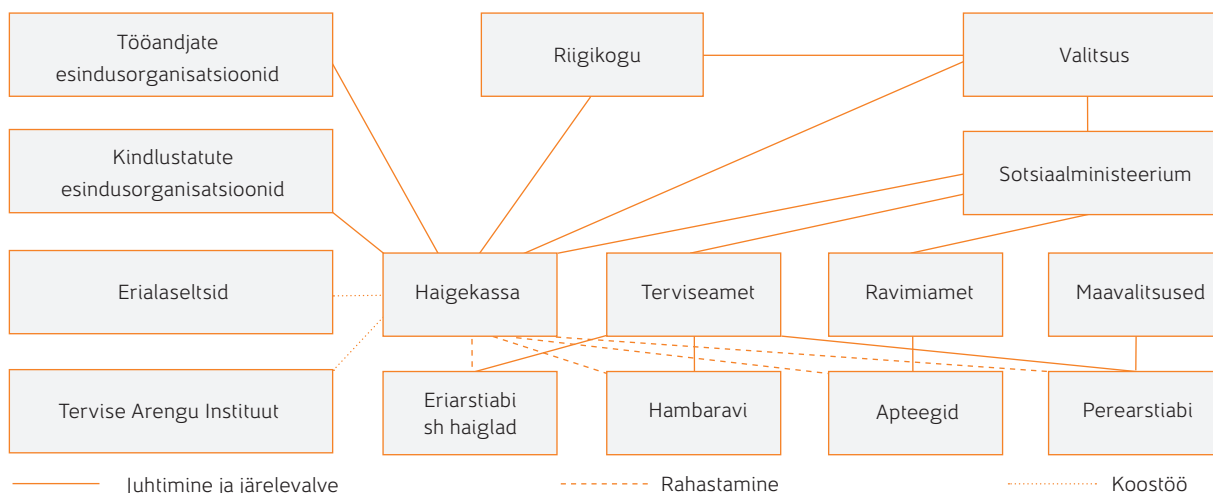 Tööandjate
esindusorganisatsioonid
Riigikogu
Valitsus
Kindlustatute
esindusorganisatsioonid
Sotsiaalministeerium
Erialaseltsid
Haigekassa
Terviseamet
Ravimiamet
Maavalitsused
Tervise Arengu Instituut
Eriarstiabi
sh haiglad
Hambaravi
Apteegid
Perearstiabi
Juhtimine ja järelevalve
Rahastamine
Koostöö